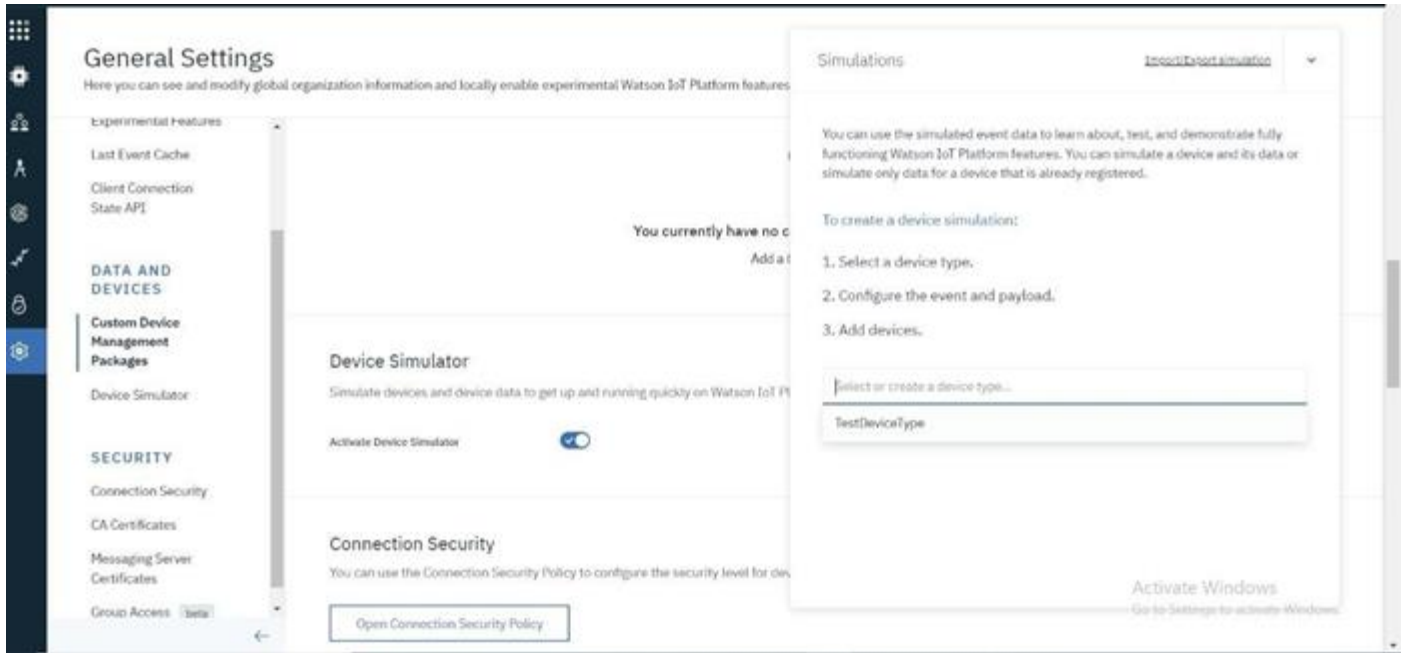 General Settings
Here you can see and modify global organization information and locally enable experimental Watson IoT Platform features
Experimental Features
Last Event Cache
Client Connection
State API
DATA AND
DEVICES
Custom Device
Management
Packages
Device Simulator
SECURITY
Connection Security
CA Certificates
Messaging Server
Certificates
Group Access beta
You currently have no c
Add a
Device Simulator
Simulate devices and device data to get up and running quickly on Watson IoT Pl
Activate Device Simulator
Connection Security
You can use the Connection Security Policy to configure the security level for dev
Open Connection Security Policy
Simulations
Import/Export simulation
You can use the simulated event data to learn about, test, and demonstrate fully
functioning Watson IoT Platform features. You can simulate a device and its data or
simulate only data for a device that is already registered.
To create a device simulation:
1. Select a device type.
2. Configure the event and payload.
3. Add devices.
Select or create a device type...
TestDeviceType
Activate Windows
Go to Settings to activate Windows.